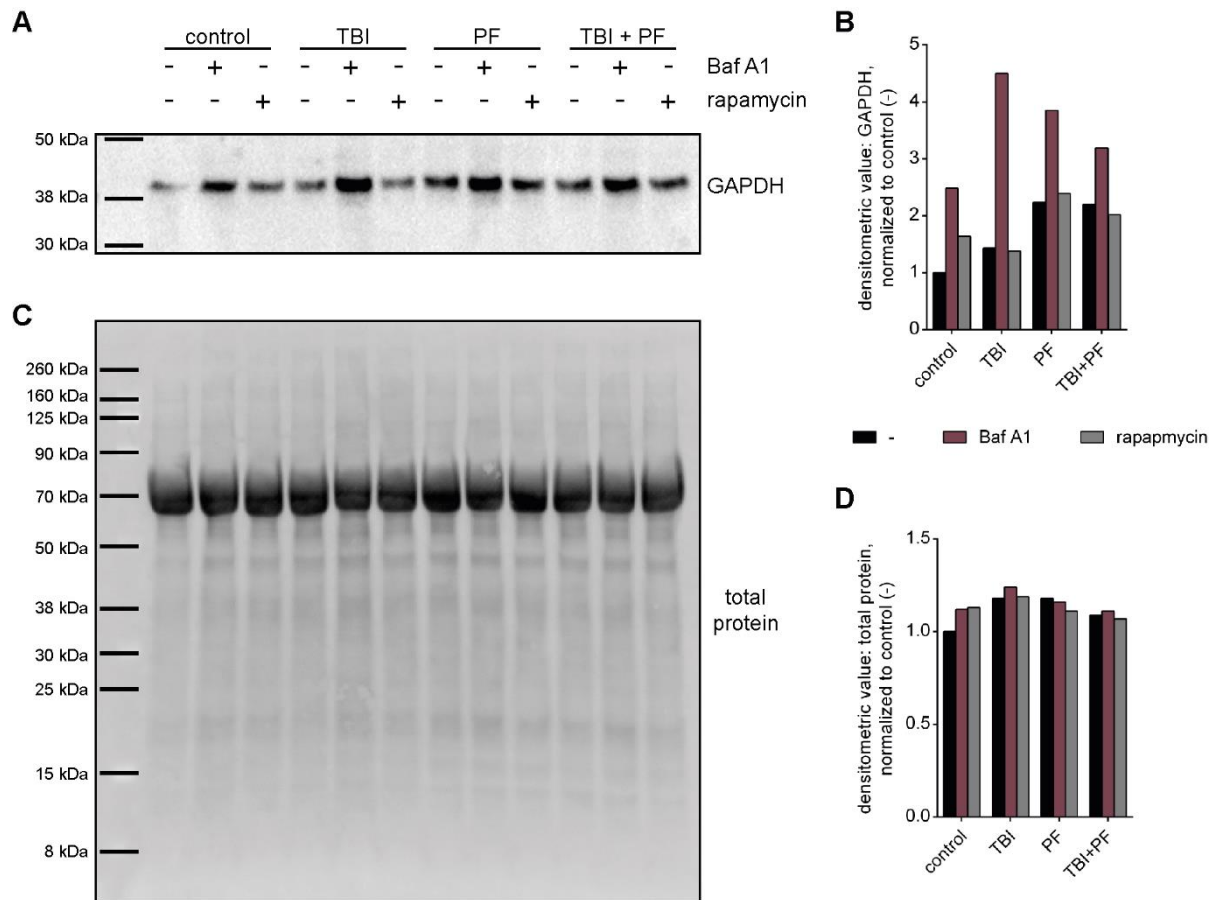 A
control TBI PF TBI + PF
- + - - + - - + - - + - Baf A1
- - + - - + - - + - - + rapamycin
50 kDa
38 kDa
30 kDa
GAPDH
B
densitometric value: GAPDH,
normalized to control (-)
5
4
3
2
1
0
control TBI PF TBI+PF
- Baf A1 rapapmycin
C
260 kDa
160 kDa
125 kDa
90 kDa
70 kDa
50 kDa
38 kDa
30 kDa
25 kDa
15 kDa
8 kDa
total
protein
D
densitometric value: total protein,
normalized to control (-)
1.5
1.0
0.5
0.0
control TBI PF TBI+PF